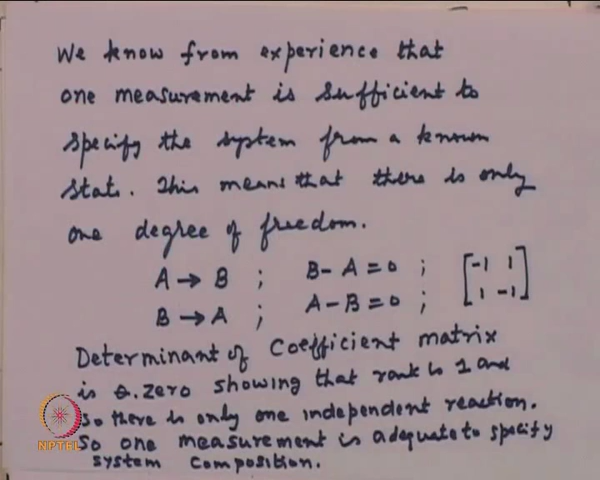 We know from experience that
one measurement is sufficient to
specify the system from a known
state. This means that there is only
one degree of freedom.
A → B ; B - A = 0 ; [-1 1
B → A ; A - B = 0 ; 1 -1]
Determinant of Coefficient matrix
is zero showing that rank is 1 and
so there is only one independent reaction.
So one measurement is adequate to specify
system composition.
NPTEL